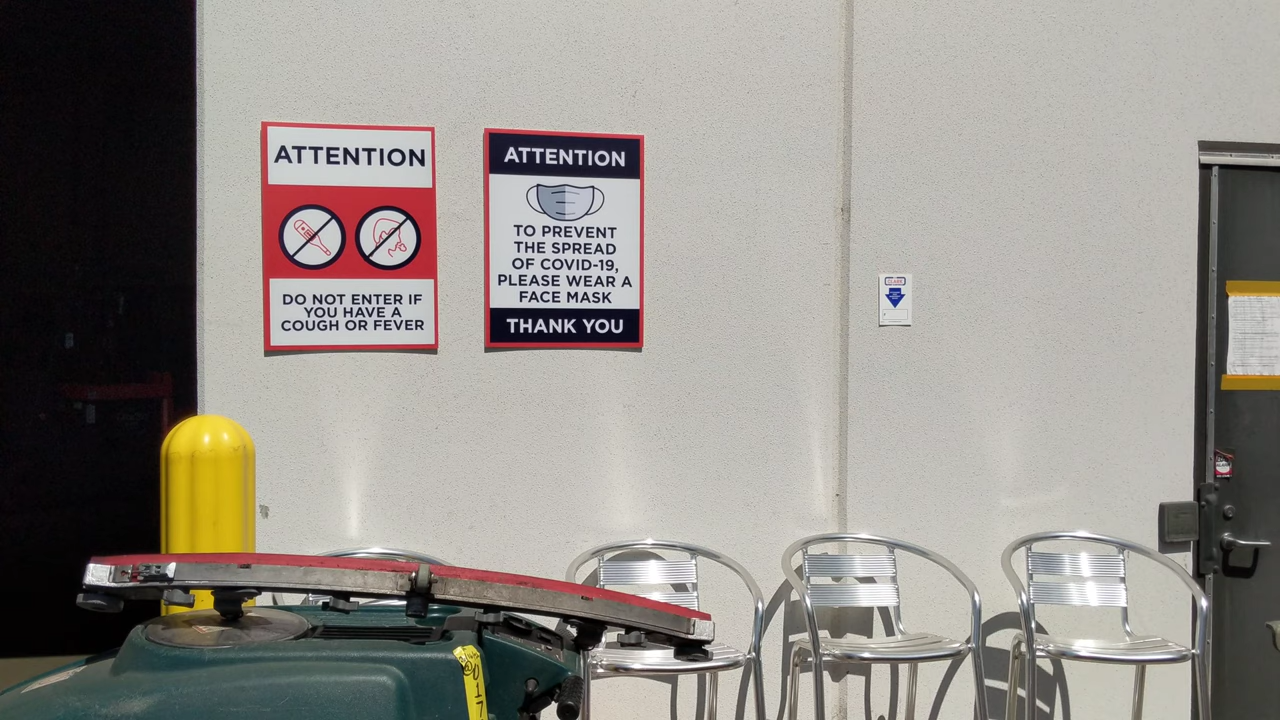 ATTENTION
DO NOT ENTER IF
YOU HAVE A
COUGH OR FEVER
ATTENTION
TO PREVENT
THE SPREAD
OF COVID-19,
PLEASE WEAR A
FACE MASK
THANK YOU